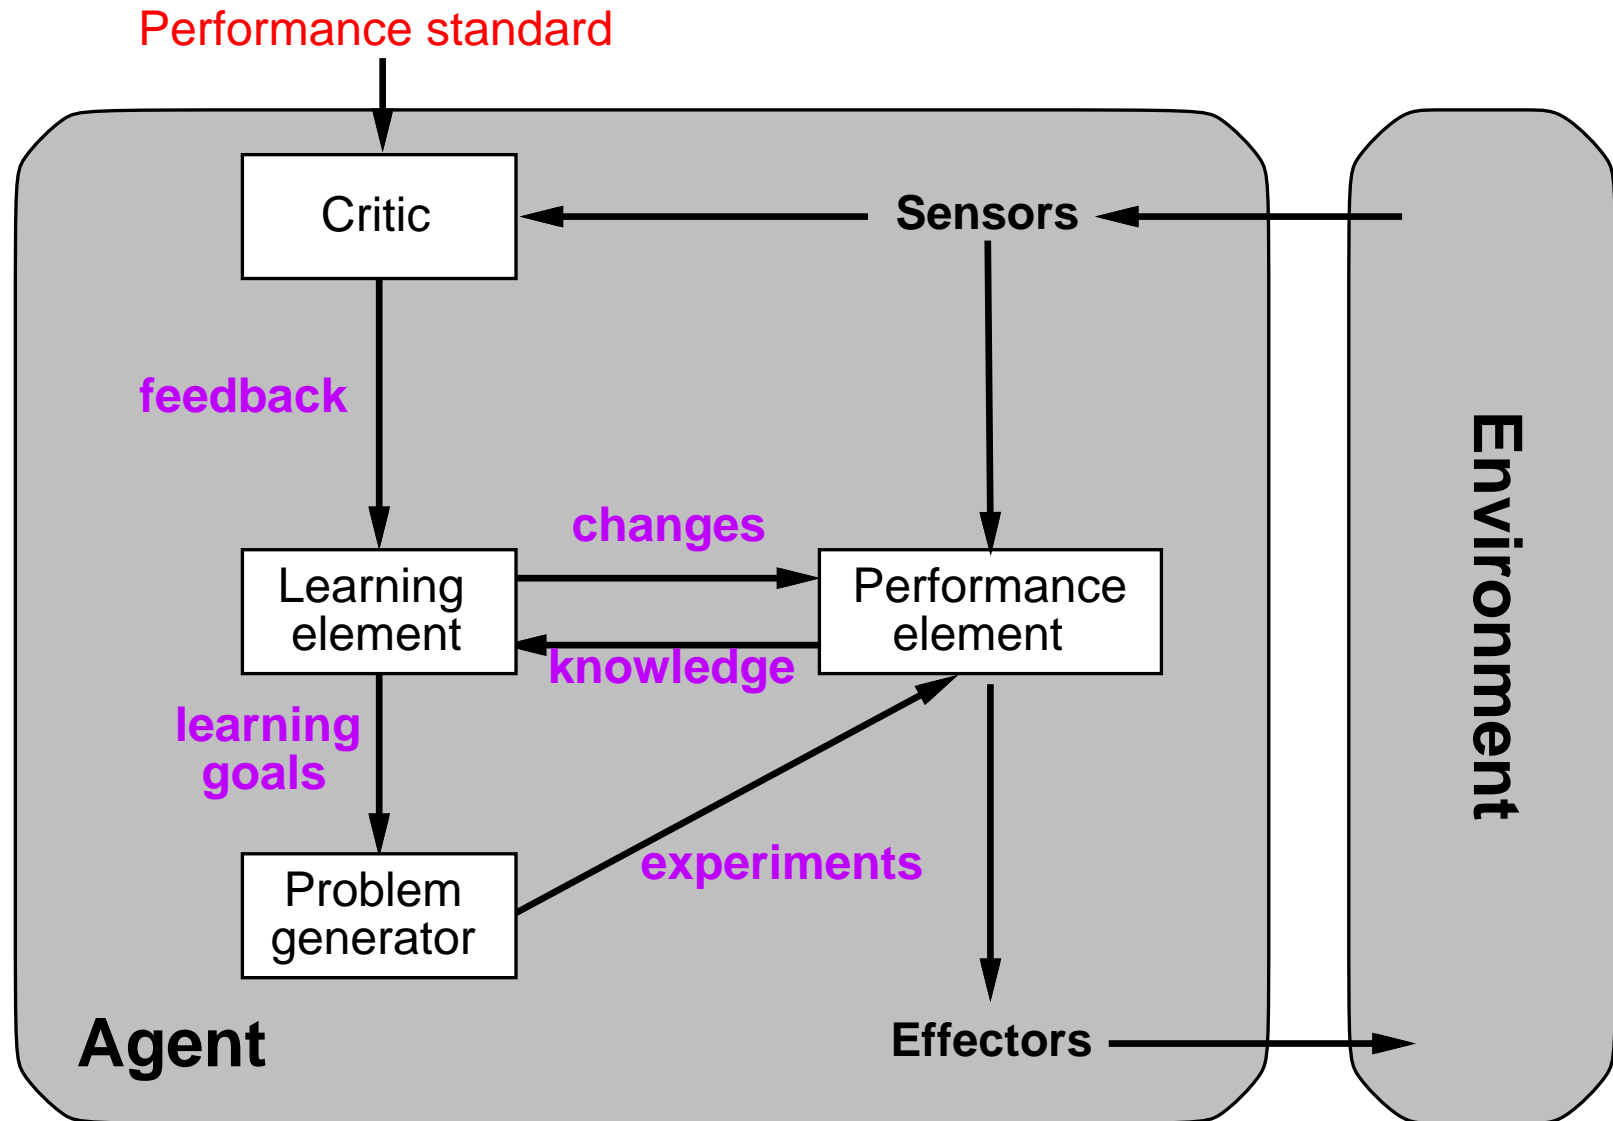 Performance standard
Critic
Sensors
feedback
changes
Learning
element
Performance
element
knowledge
learning
goals
experiments
Problem
generator
Agent
Effectors
Environment